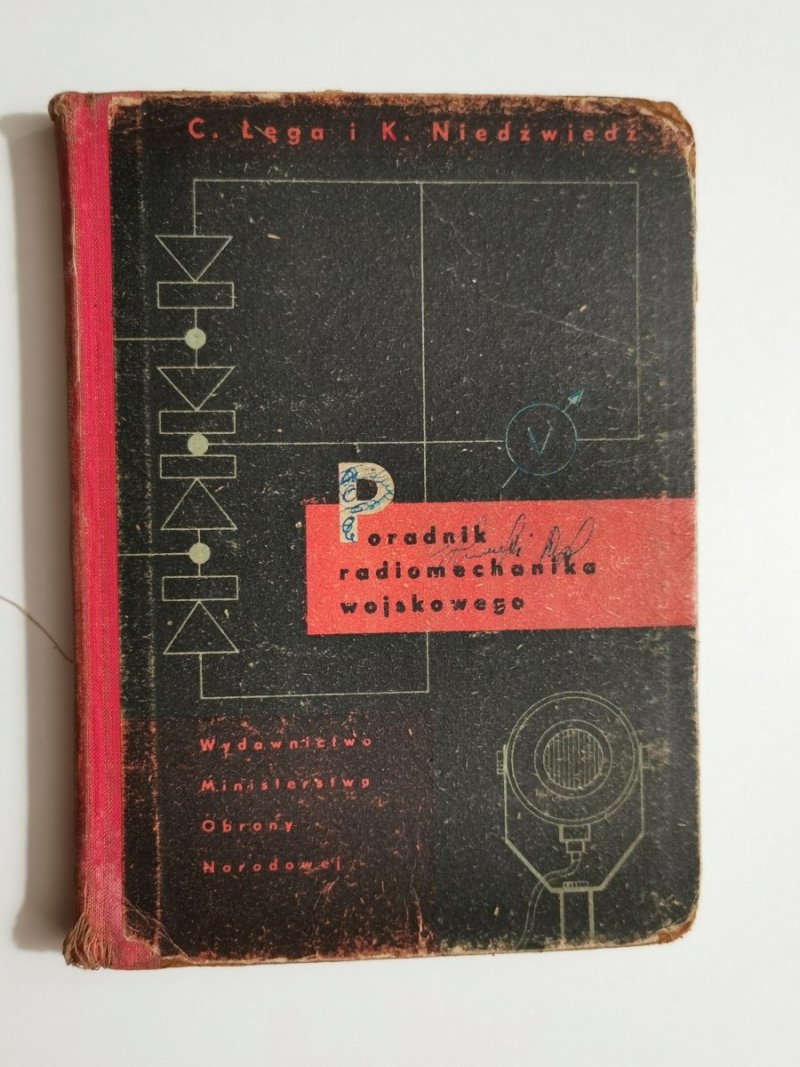 C. Łęga i K. Niedźwiedź
V
Poradnik
radiomechanika
wojskowego
Wydawnictwo
Ministerstwa
Obrony
Narodowej